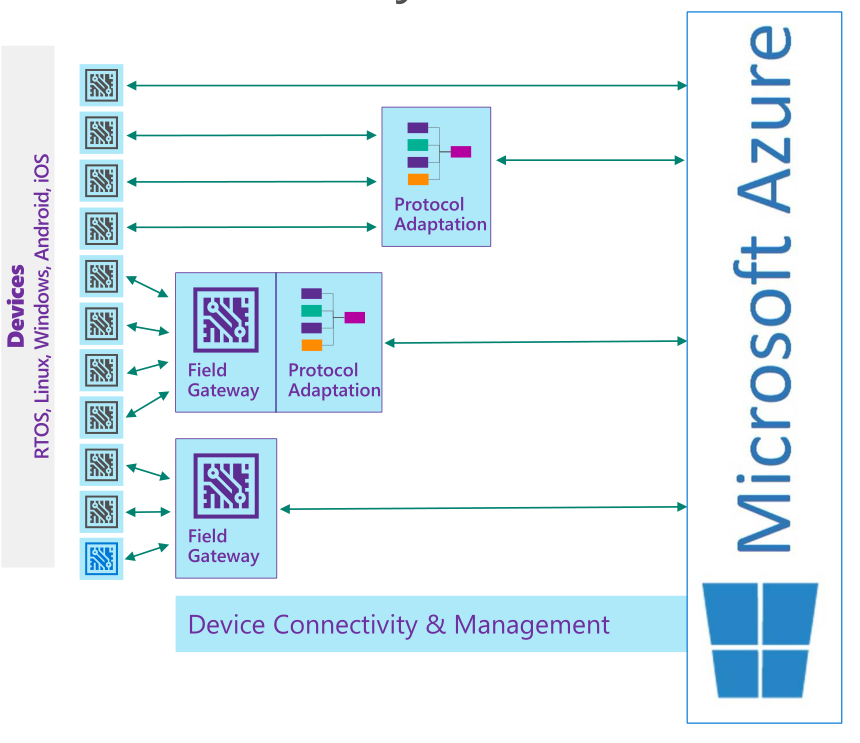 Devices
RTOS, Linux, Windows, Android, iOS
Protocol
Adaptation
Field
Gateway
Protocol
Adaptation
Field
Gateway
Device Connectivity & Management
Microsoft Azure